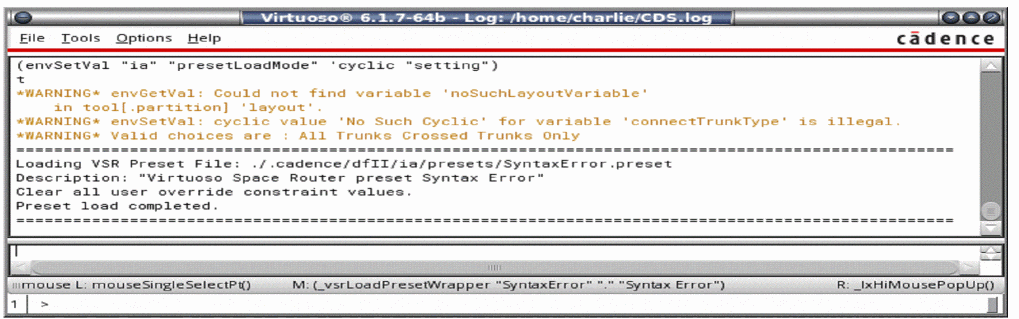 Virtuoso® 6.1.7-64b - Log: /home/charlie/CDS.log
File Tools Options Help
cādence
(envSetVal "ia" "presetLoadMode" 'cyclic "setting")
t
*WARNING* envGetVal: Could not find variable 'noSuchLayoutVariable'
in tool[.partition] 'layout'.
*WARNING* envSetVal: cyclic value 'No Such Cyclic' for variable 'connectTrunkType' is illegal.
*WARNING* Valid choices are : All Trunks Crossed Trunks Only
================================================================================
Loading VSR Preset File: ./.cadence/dfII/ia/presets/SyntaxError.preset
Description: "Virtuoso Space Router preset Syntax Error"
Clear all user override constraint values.
Preset load completed.
================================================================================
mouse L: mouseSingleSelectPt() M: (_vsrLoadPresetWrapper "SyntaxError" "." "Syntax Error") R: _lxHiMousePopUp()
1 >